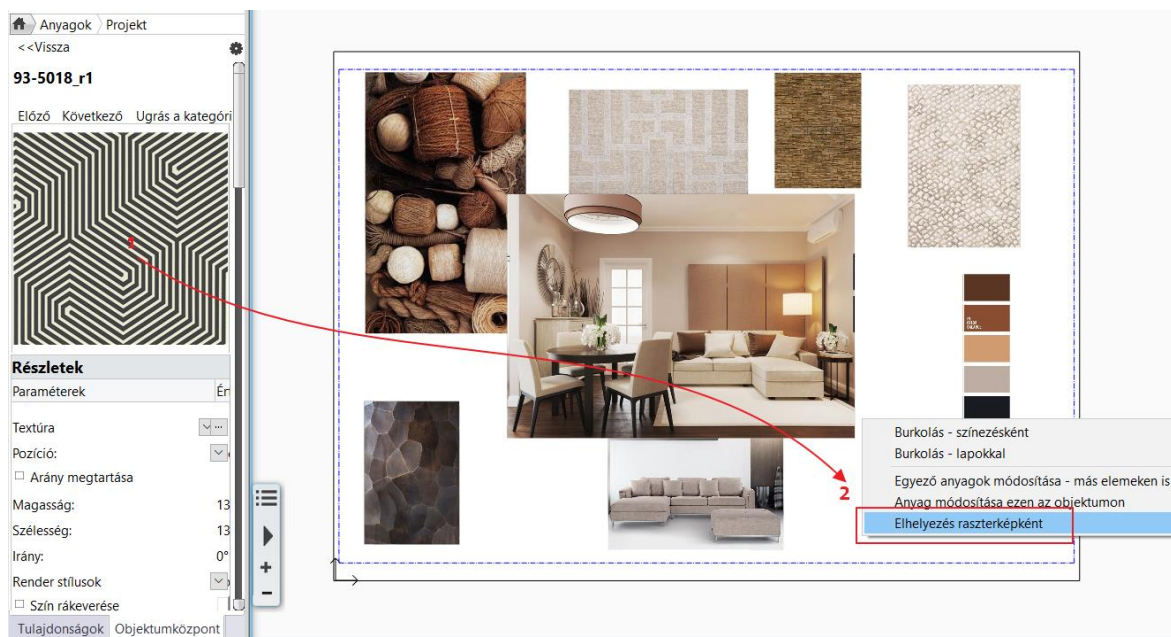 Anyagok Projekt
<<Vissza
93-5018_r1
Előző Következő Ugrás a kategóri
1
Részletek
Paraméterek Ér
Textúra
Pozíció:
Arány megtartása
Magasság: 13
Szélesség: 13
Irány: 0°
Render stílusok
Szín rákeverése
Tulajdonságok Objektumközpont
2
Burkolás - színezésként
Burkolás - lapokkal
Egyező anyagok módosítása - más elemeken is
Anyag módosítása ezen az objektumon
Elhelyezés raszterképként